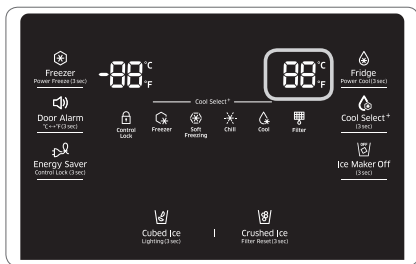 Freezer
Power Freeze (3 sec)
-88 °C °F
88 °C °F
Fridge
Power Cool (3 sec)
Door Alarm
°C↔°F (3 sec)
Cool Select+
Control Lock
Freezer
Soft Freezing
Chill
Cool
Filter
Cool Select+
(3 sec)
Energy Saver
Control Lock (3 sec)
OFF
Ice Maker Off
(3 sec)
Cubed Ice
Lighting (3 sec)
Crushed Ice
Filter Reset (3 sec)